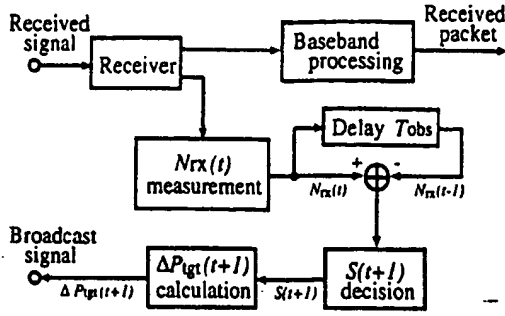 Received
signal
Receiver
Baseband
processing
Received
packet
Nrx(t)
measurement
Delay Tobs
+
-
Nrx(t)
Nrx(t-1)
Broadcast
signal
ΔPtgt(t+1)
ΔPtgt(t+1)
calculation
S(t+1)
S(t+1)
decision